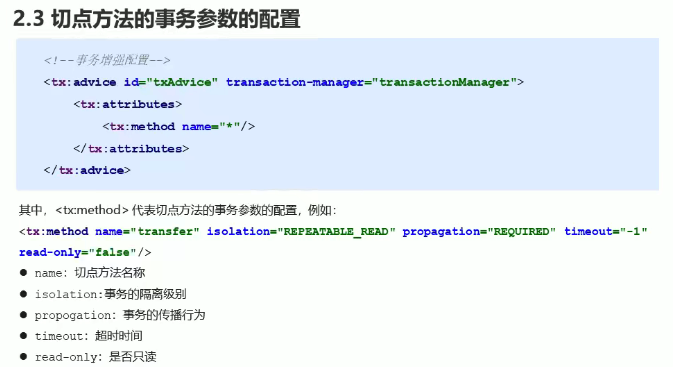 2.3 切点方法的事务参数的配置
<!--事务增强配置-->
<tx:advice id="txAdvice" transaction-manager="transactionManager">
<tx:attributes>
<tx:method name="*"/>
</tx:attributes>
</tx:advice>
其中，<tx:method> 代表切点方法的事务参数的配置，例如：
<tx:method name="transfer" isolation="REPEATABLE_READ" propagation="REQUIRED" timeout="-1"
read-only="false"/>
● name：切点方法名称
● isolation:事务的隔离级别
● propogation：事务的传播行为
● timeout：超时时间
● read-only：是否只读